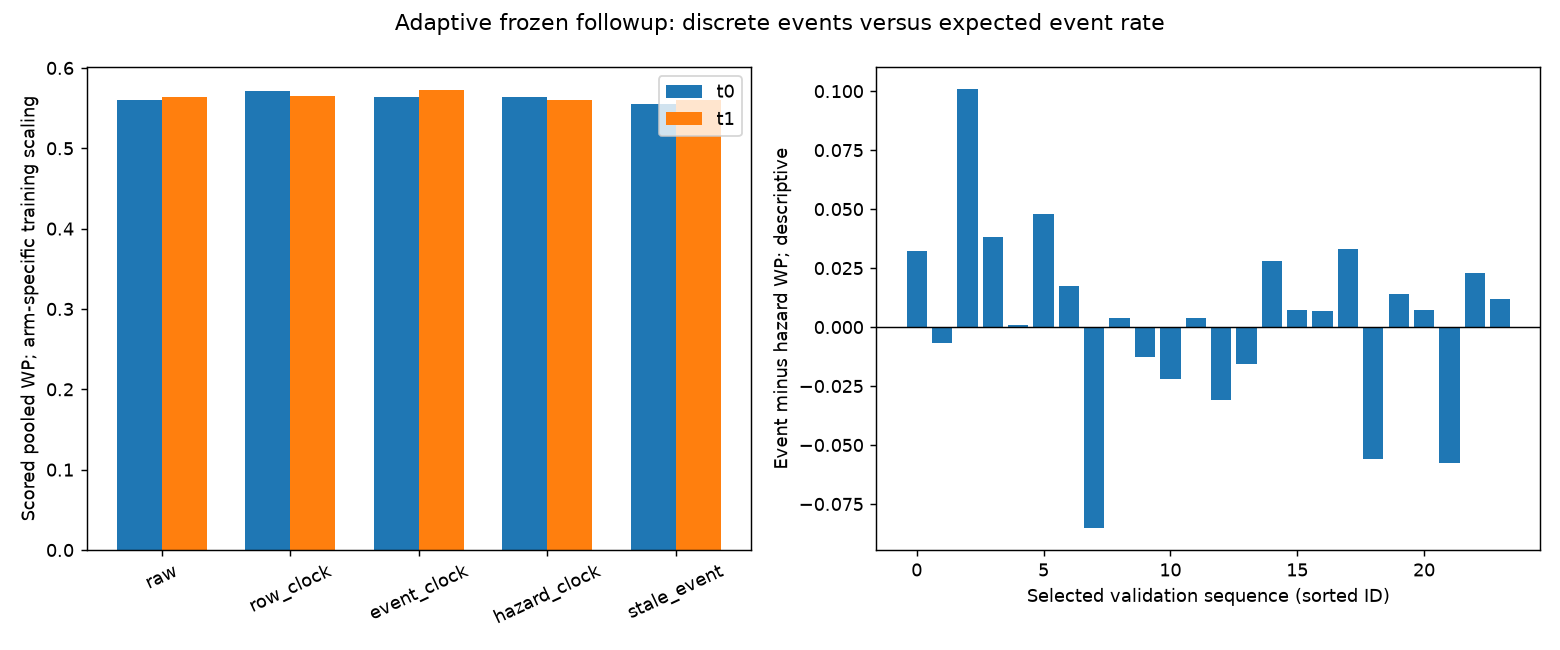 Adaptive frozen followup: discrete events versus expected event rate
Scored pooled WP; arm-specific training scaling
0.6
0.5
0.4
0.3
0.2
0.1
0.0
raw
row_clock
event_clock
hazard_clock
stale_event
t0
t1
Event minus hazard WP; descriptive
0.100
0.075
0.050
0.025
0.000
−0.025
−0.050
−0.075
0
5
10
15
20
Selected validation sequence (sorted ID)